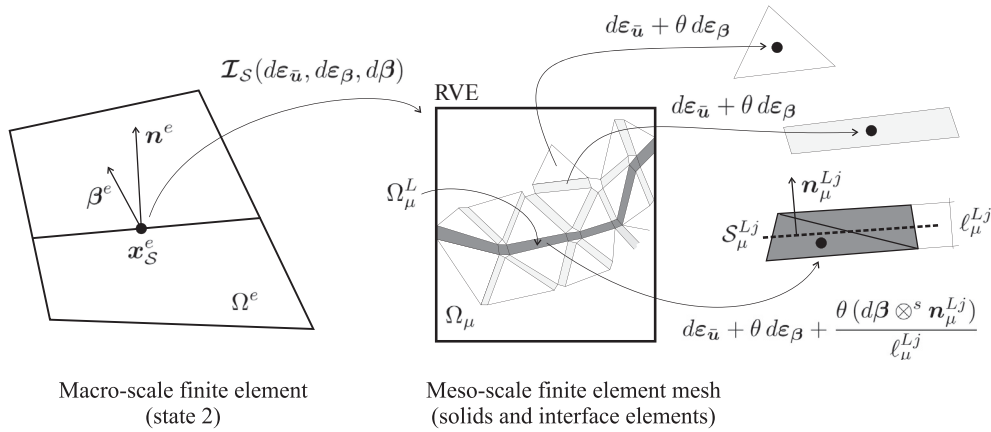 𝓘_𝒮(d𝜺_ū, d𝜺_𝜷, d𝜷)
d𝜺_ū + θ d𝜺_𝜷
RVE
d𝜺_ū + θ d𝜺_𝜷
𝒏^e
𝜷^e
𝒙_𝒮^e
Ω^e
Ω_μ^L
Ω_μ
𝒏_μ^{Lj}
𝒮_μ^{Lj}
ℓ_μ^{Lj}
d𝜺_ū + θ d𝜺_𝜷 + θ (d𝜷 ⊗^s 𝒏_μ^{Lj}) / ℓ_μ^{Lj}
Macro-scale finite element
(state 2)
Meso-scale finite element mesh
(solids and interface elements)